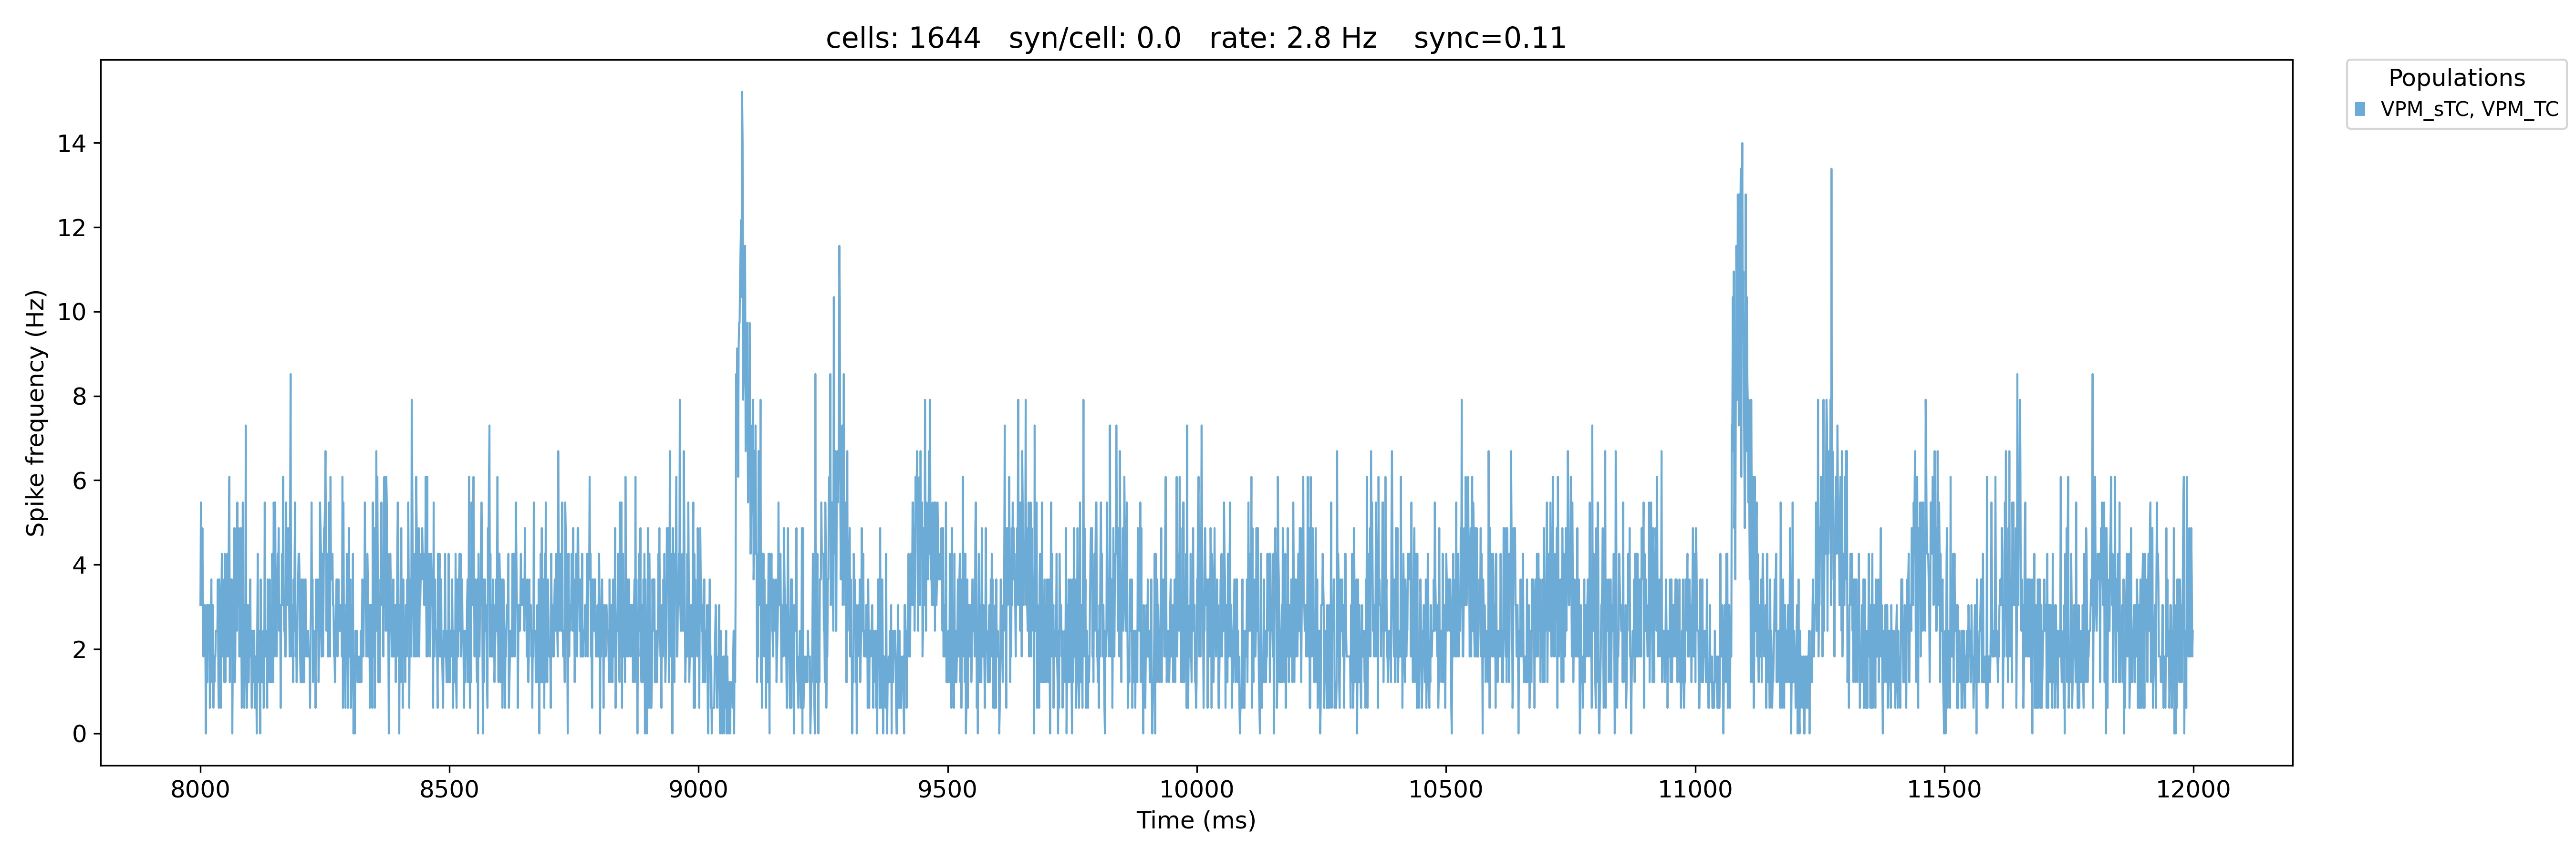 cells: 1644 syn/cell: 0.0 rate: 2.8 Hz sync=0.11
Populations
VPM_sTC, VPM_TC
Spike frequency (Hz)
14
12
10
8
6
4
2
0
8000 8500 9000 9500 10000 10500 11000 11500 12000
Time (ms)